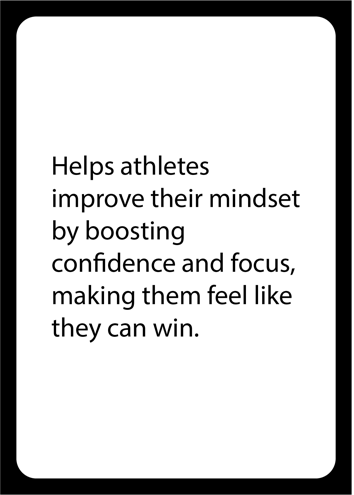 Helps athletes
improve their mindset
by boosting
confidence and focus,
making them feel like
they can win.